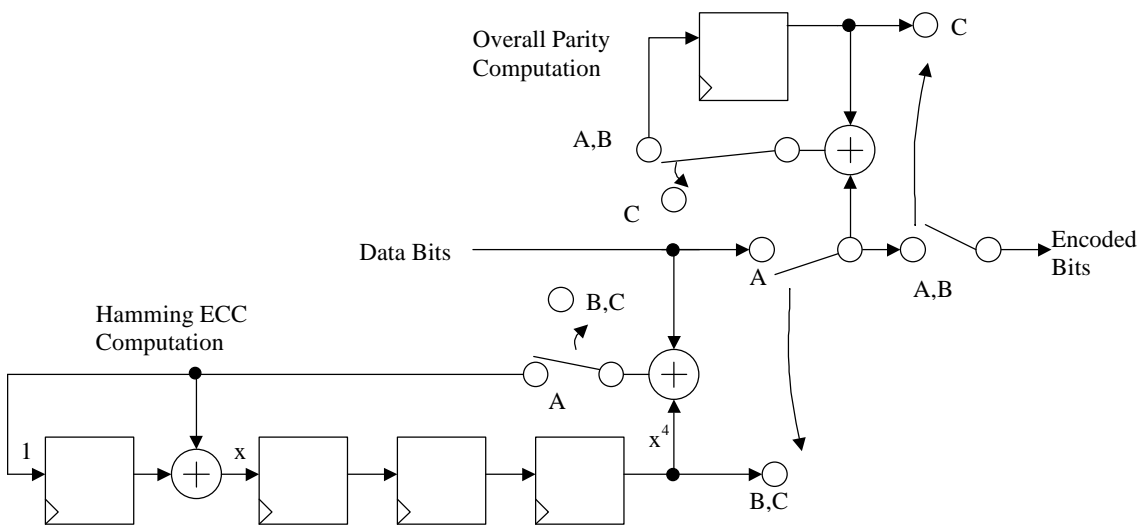 Overall Parity
Computation
C
A,B
C
Data Bits
A
A,B
Encoded
Bits
B,C
Hamming ECC
Computation
A
1
x
x⁴
B,C